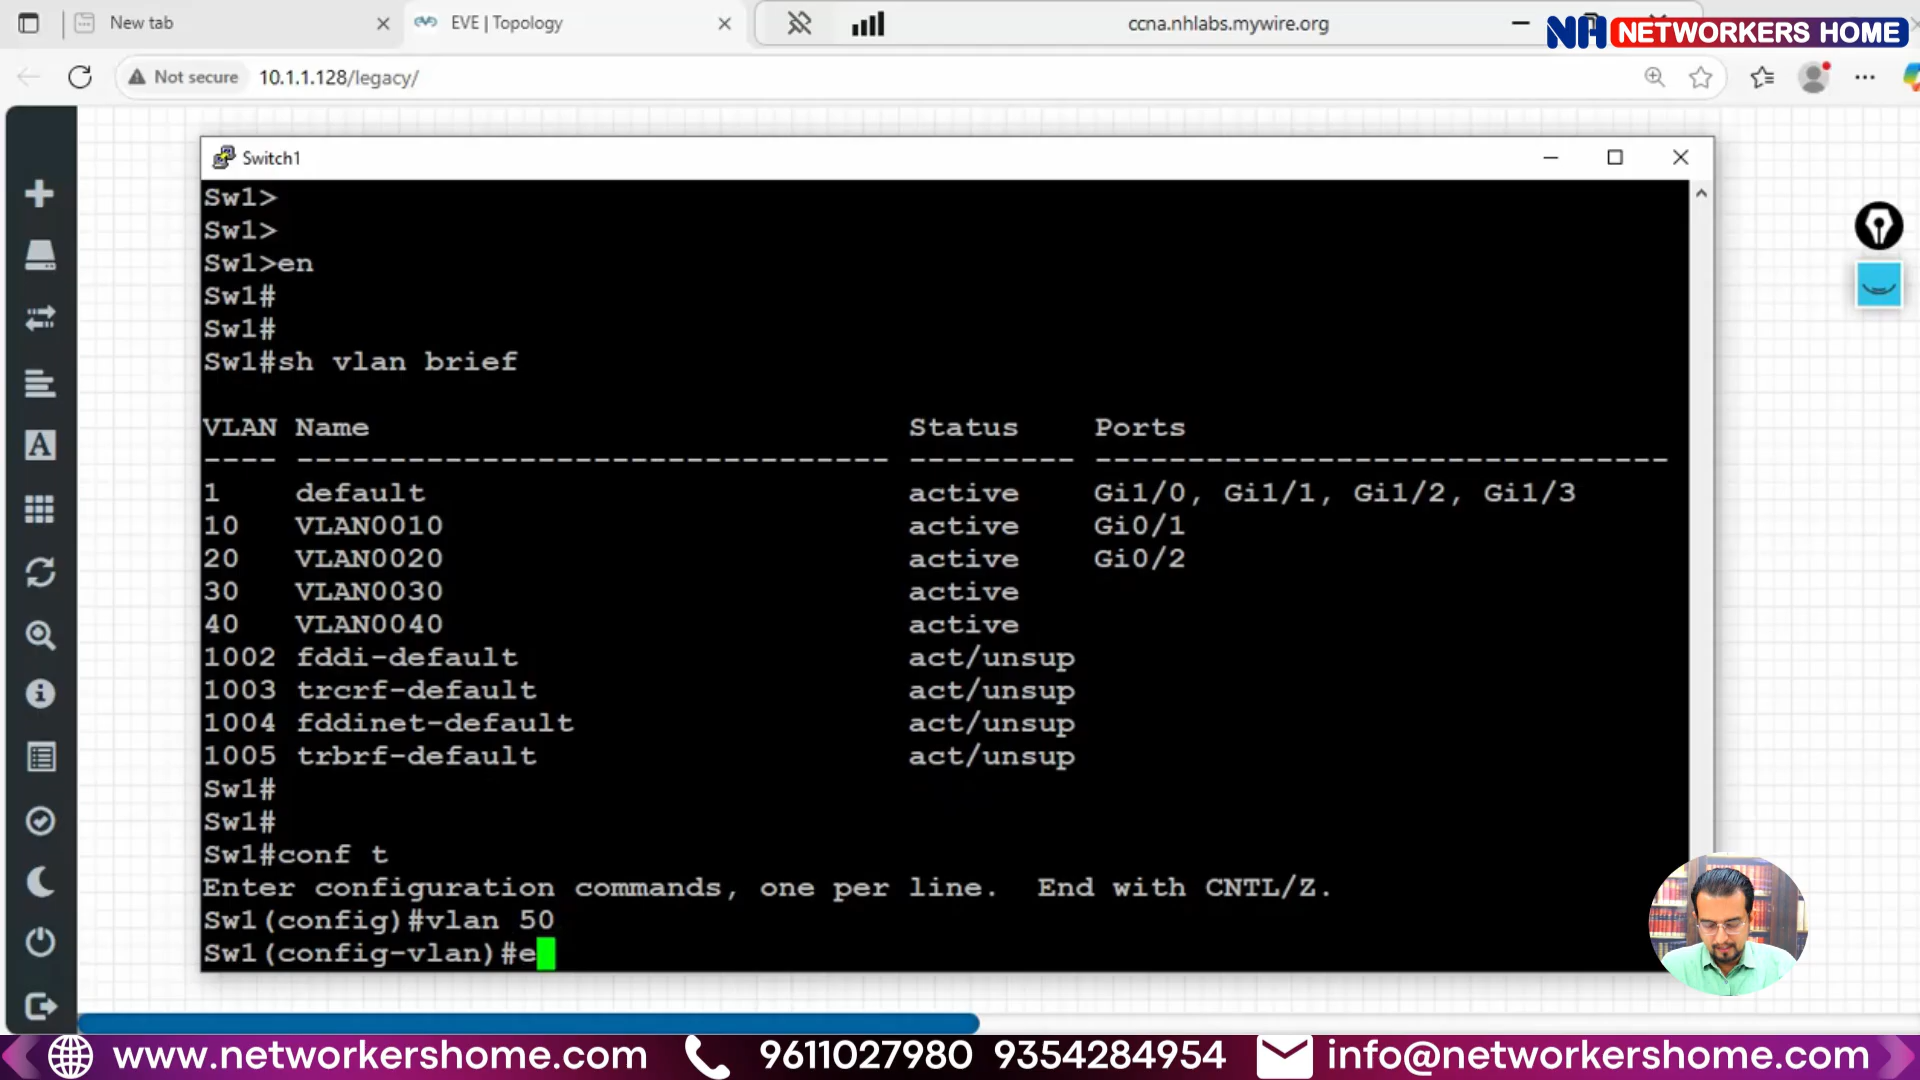 New tab
EVE | Topology
ccna.nhlabs.mywire.org
NH NETWORKERS HOME
Not secure 10.1.1.128/legacy/
Switch1
Sw1>
Sw1>
Sw1>en
Sw1#
Sw1#
Sw1#sh vlan brief
VLAN Name Status Ports
---- -------------------------------- --------- -------------------------------
1 default active Gi1/0, Gi1/1, Gi1/2, Gi1/3
10 VLAN0010 active Gi0/1
20 VLAN0020 active Gi0/2
30 VLAN0030 active
40 VLAN0040 active
1002 fddi-default act/unsup
1003 trcrf-default act/unsup
1004 fddinet-default act/unsup
1005 trbrf-default act/unsup
Sw1#
Sw1#
Sw1#conf t
Enter configuration commands, one per line. End with CNTL/Z.
Sw1(config)#vlan 50
Sw1(config-vlan)#e
www.networkershome.com 9611027980 9354284954 info@networkershome.com